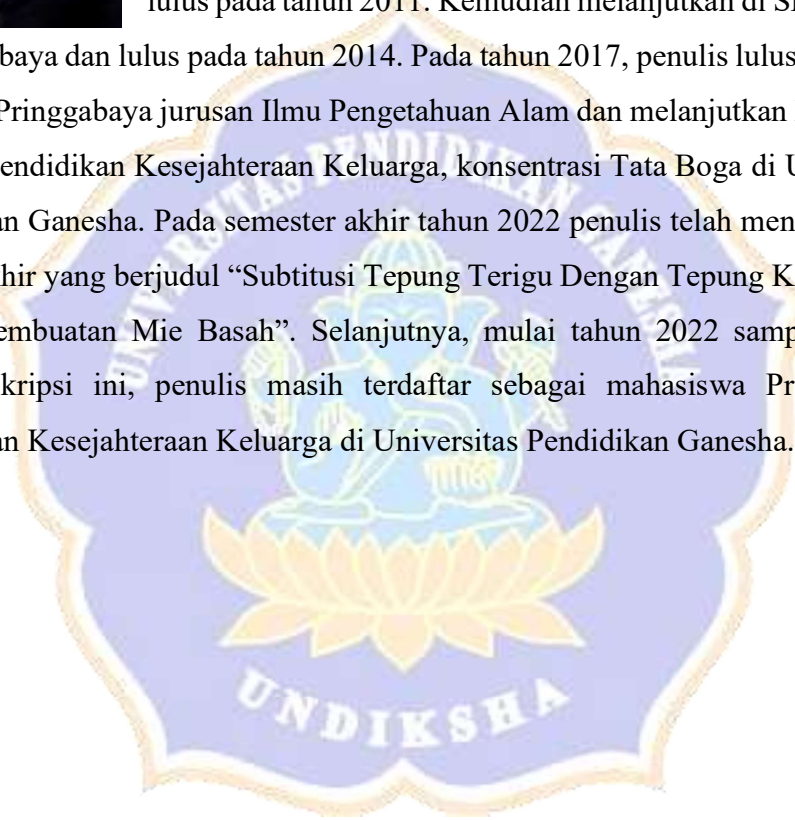 lulus pada tahun 2011. Kemudian melanjutkan di S
baya dan lulus pada tahun 2014. Pada tahun 2017, penulis lulus
Pringgabaya jurusan Ilmu Pengetahuan Alam dan melanjutkan
endidikan Kesejahteraan Keluarga, konsentrasi Tata Boga di U
an Ganesha. Pada semester akhir tahun 2022 penulis telah men
hir yang berjudul “Subtitusi Tepung Terigu Dengan Tepung K
embuatan Mie Basah”. Selanjutnya, mulai tahun 2022 samp
kripsi ini, penulis masih terdaftar sebagai mahasiswa Pr
an Kesejahteraan Keluarga di Universitas Pendidikan Ganesha.
UNIVERSITAS PENDIDIKAN GANESHA
UNDIKSHA